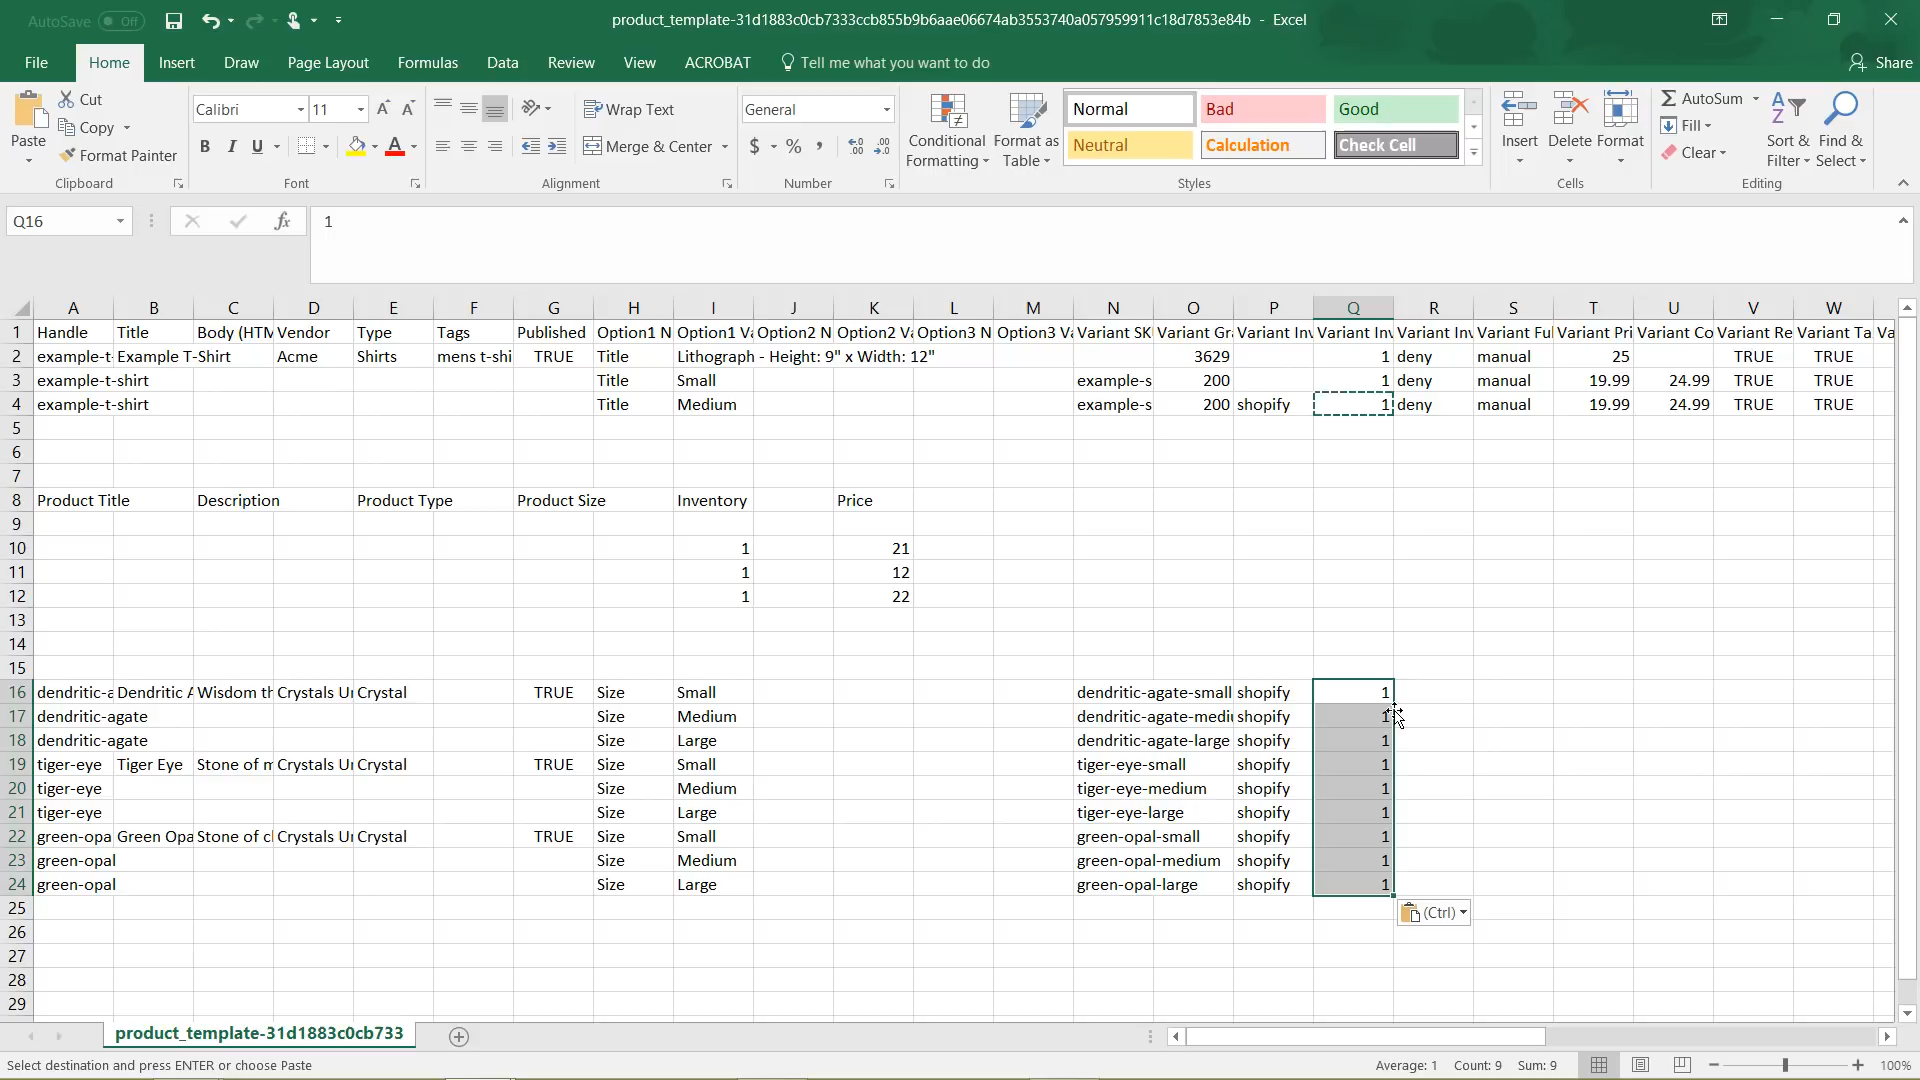 AutoSave Off
product_template-31d1883c0cb7333ccb855b9b6aae06674ab3553740a057959911c18d7853e84b - Excel
File Home Insert Draw Page Layout Formulas Data Review View ACROBAT Tell me what you want to do Share
Paste Cut Copy Format Painter
Calibri 11 B I U A
Wrap Text Merge & Center
General $ % ,
Conditional Formatting Format as Table
Normal Bad Good
Neutral Calculation Check Cell
Insert Delete Format
AutoSum Fill Clear
Sort & Filter Find & Select
Clipboard Font Alignment Number Styles Cells Editing
Q16 fx 1
A B C D E F G H I J K L M N O P Q R S T U V W
1 Handle Title Body (HTM Vendor Type Tags Published Option1 N Option1 Va Option2 N Option2 Va Option3 N Option3 Va Variant SK Variant Gr Variant Inv Variant Inv Variant Inv Variant Fu Variant Pri Variant Co Variant Re Variant Ta Va
2 example-t- Example T-Shirt Acme Shirts mens t-shi TRUE Title Lithograph - Height: 9" x Width: 12" 3629 1 deny manual 25 TRUE TRUE
3 example-t-shirt Title Small example-s 200 1 deny manual 19.99 24.99 TRUE TRUE
4 example-t-shirt Title Medium example-s 200 shopify 1 deny manual 19.99 24.99 TRUE TRUE
5
6
7
8 Product Title Description Product Type Product Size Inventory Price
9
10 1 21
11 1 12
12 1 22
13
14
15
16 dendritic-a Dendritic A Wisdom th Crystals Ur Crystal TRUE Size Small dendritic-agate-small shopify 1
17 dendritic-agate Size Medium dendritic-agate-mediu shopify 1
18 dendritic-agate Size Large dendritic-agate-large shopify 1
19 tiger-eye Tiger Eye Stone of m Crystals Ur Crystal TRUE Size Small tiger-eye-small shopify 1
20 tiger-eye Size Medium tiger-eye-medium shopify 1
21 tiger-eye Size Large tiger-eye-large shopify 1
22 green-opa Green Opa Stone of cl Crystals Ur Crystal TRUE Size Small green-opal-small shopify 1
23 green-opal Size Medium green-opal-medium shopify 1
24 green-opal Size Large green-opal-large shopify 1
25
(Ctrl)
26
27
28
29
product_template-31d1883c0cb733
Select destination and press ENTER or choose Paste Average: 1 Count: 9 Sum: 9 100%